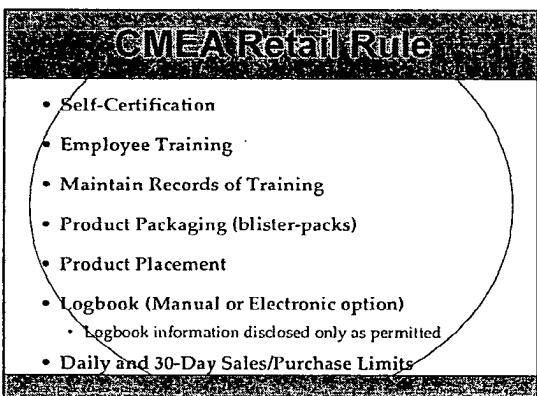 CMEA Retail Rule
• Self-Certification
• Employee Training
• Maintain Records of Training
• Product Packaging (blister-packs)
• Product Placement
• Logbook (Manual or Electronic option)
• Logbook information disclosed only as permitted
• Daily and 30-Day Sales/Purchase Limits